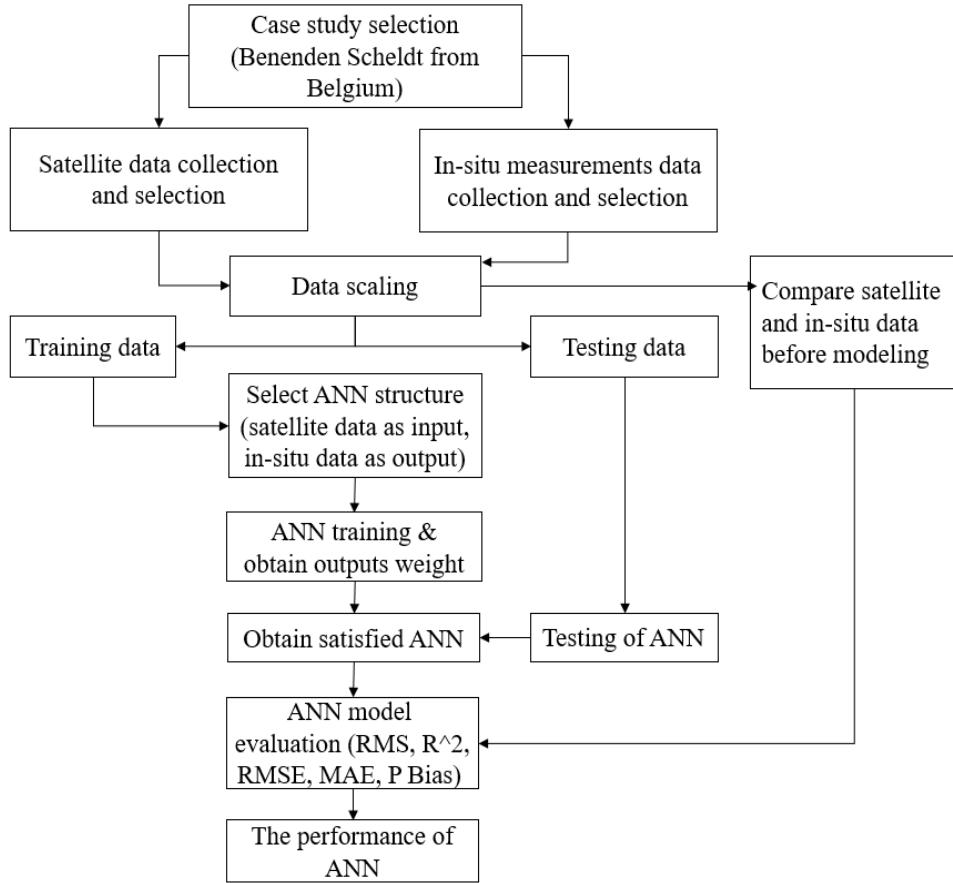 Case study selection
(Benenden Scheldt from
Belgium)
Satellite data collection
and selection
In-situ measurements data
collection and selection
Data scaling
Compare satellite
and in-situ data
before modeling
Training data
Testing data
Select ANN structure
(satellite data as input,
in-situ data as output)
ANN training &
obtain outputs weight
Obtain satisfied ANN
Testing of ANN
ANN model
evaluation (RMS, R^2,
RMSE, MAE, P Bias)
The performance of
ANN